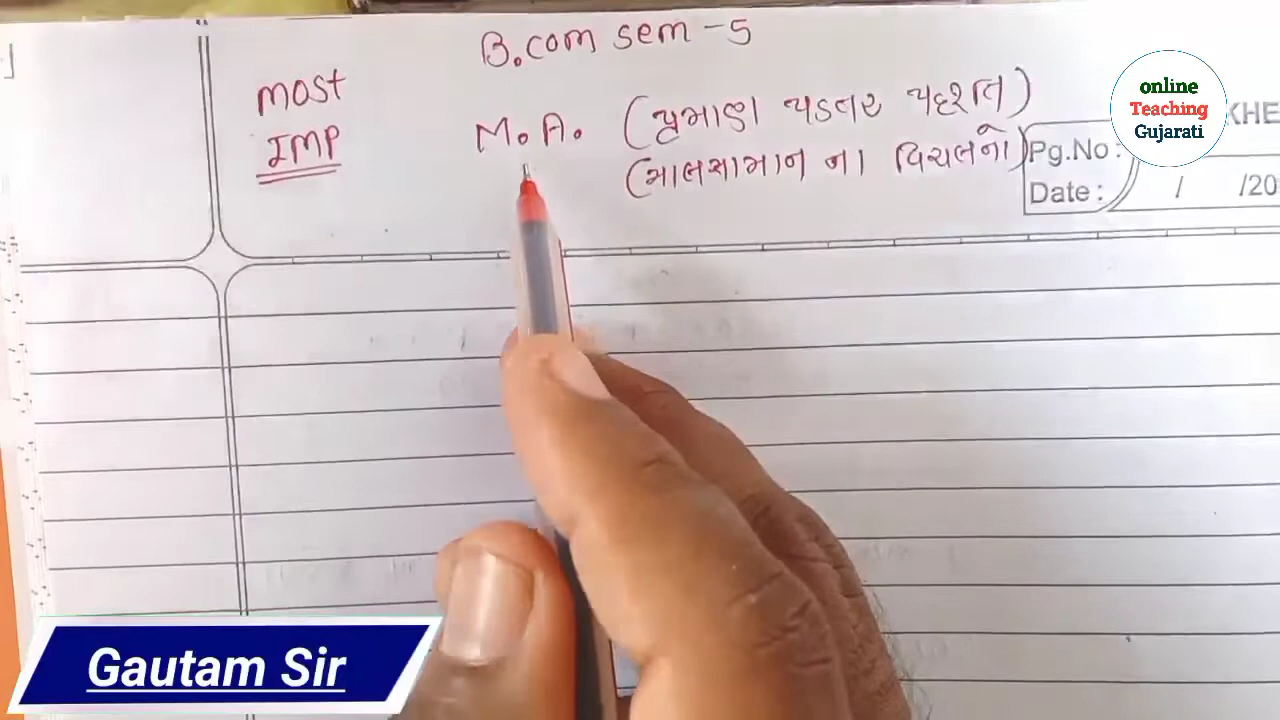 B.com sem - 5
most
IMP
M.A. (પ્રમાણ પડતર પદ્દશતિ)
(માલસામાન ના વિચલનો)
Pg.No:
Date: / /20
online
Teaching
Gujarati
Gautam Sir